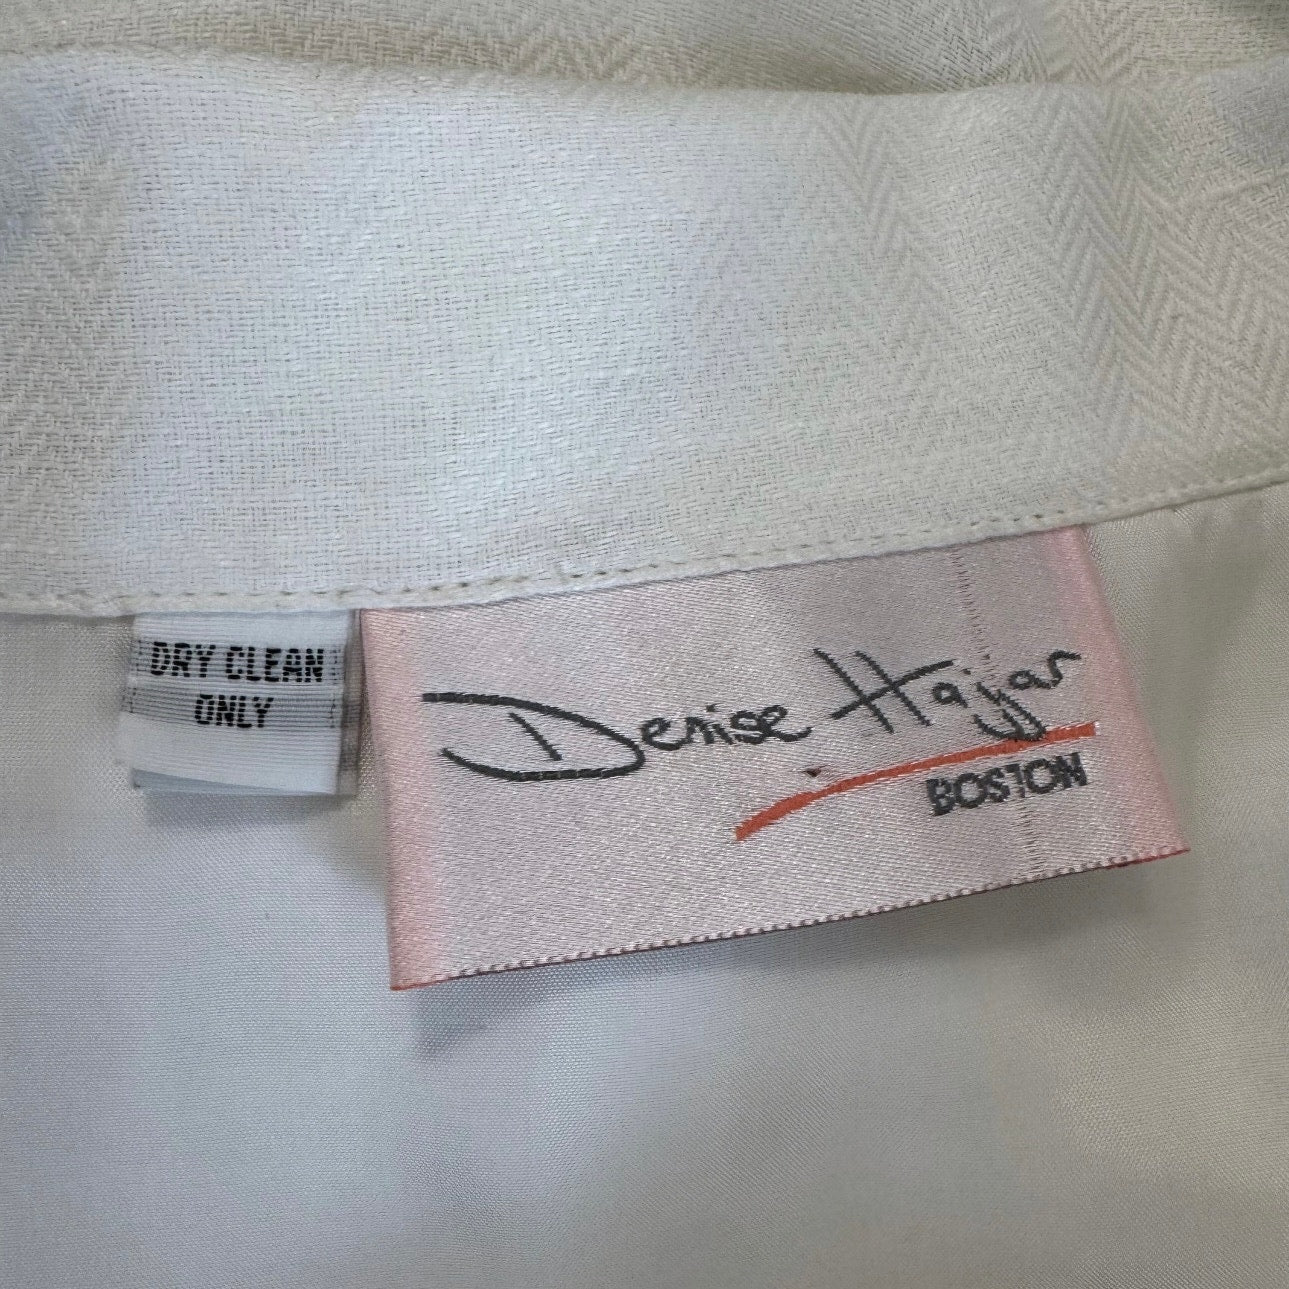 DRY CLEAN
ONLY
Denise Hajjar
BOSTON